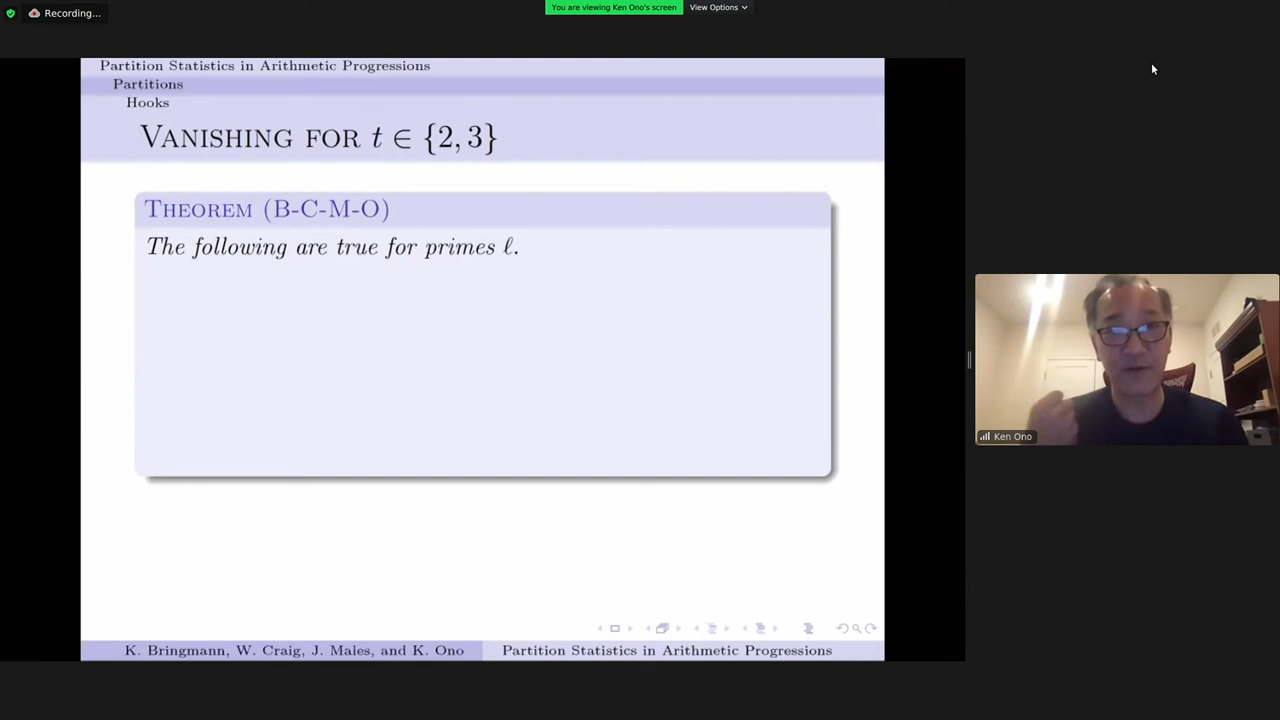 Recording...
You are viewing Ken Ono's screen
View Options
Partition Statistics in Arithmetic Progressions
Partitions
Hooks
Vanishing for t ∈ {2, 3}
Theorem (B-C-M-O)
The following are true for primes ℓ.
Ken Ono
K. Bringmann, W. Craig, J. Males, and K. Ono
Partition Statistics in Arithmetic Progressions